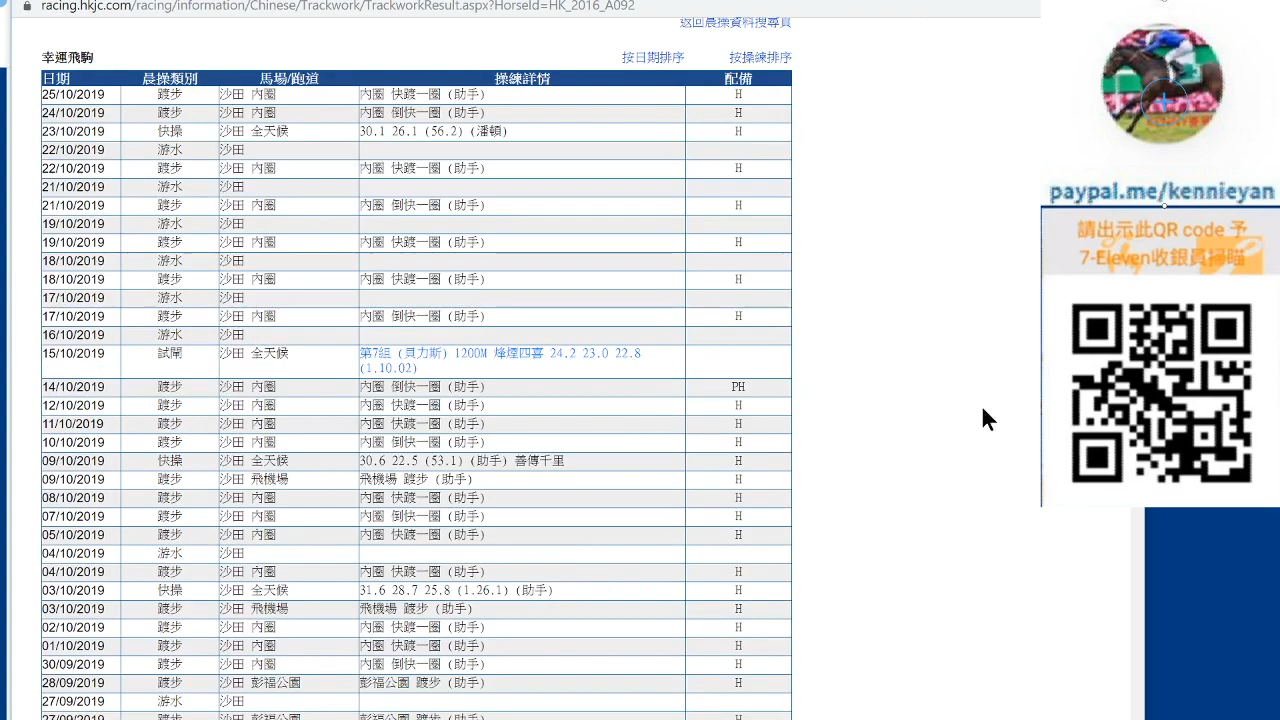 racing.hkjc.com/racing/information/Chinese/Trackwork/TrackworkResult.aspx?HorseId=HK_2016_A092
返回晨操資料搜尋頁
幸運飛駒 按日期排序 按操練排序
日期 晨操類別 馬場/跑道 操練詳情 配備
25/10/2019 踱步 沙田 內圈 內圈 快踱一圈 (助手) H
24/10/2019 踱步 沙田 內圈 內圈 倒快一圈 (助手) H
23/10/2019 快操 沙田 全天候 30.1 26.1 (56.2) (潘頓) H
22/10/2019 游水 沙田
22/10/2019 踱步 沙田 內圈 內圈 快踱一圈 (助手) H
21/10/2019 游水 沙田
21/10/2019 踱步 沙田 內圈 內圈 倒快一圈 (助手) H
19/10/2019 游水 沙田
19/10/2019 踱步 沙田 內圈 內圈 快踱一圈 (助手) H
18/10/2019 游水 沙田
18/10/2019 踱步 沙田 內圈 內圈 快踱一圈 (助手) H
17/10/2019 游水 沙田
17/10/2019 踱步 沙田 內圈 內圈 倒快一圈 (助手) H
16/10/2019 游水 沙田
15/10/2019 試閘 沙田 全天候 第7組 (貝力斯) 1200M 烽煙四喜 24.2 23.0 22.8
(1.10.02)
14/10/2019 踱步 沙田 內圈 內圈 倒快一圈 (助手) PH
12/10/2019 踱步 沙田 內圈 內圈 快踱一圈 (助手) H
11/10/2019 踱步 沙田 內圈 內圈 快踱一圈 (助手) H
10/10/2019 踱步 沙田 內圈 內圈 倒快一圈 (助手) H
09/10/2019 快操 沙田 全天候 30.6 22.5 (53.1) (助手) 善傳千里 H
09/10/2019 踱步 沙田 飛機場 飛機場 踱步 (助手) H
08/10/2019 踱步 沙田 內圈 內圈 快踱一圈 (助手) H
07/10/2019 踱步 沙田 內圈 內圈 倒快一圈 (助手) H
05/10/2019 踱步 沙田 內圈 內圈 快踱一圈 (助手) H
04/10/2019 游水 沙田
04/10/2019 踱步 沙田 內圈 內圈 快踱一圈 (助手) H
03/10/2019 快操 沙田 全天候 31.6 28.7 25.8 (1.26.1) (助手) H
03/10/2019 踱步 沙田 飛機場 飛機場 踱步 (助手) H
02/10/2019 踱步 沙田 內圈 內圈 快踱一圈 (助手) H
01/10/2019 踱步 沙田 內圈 內圈 快踱一圈 (助手) H
30/09/2019 踱步 沙田 內圈 內圈 倒快一圈 (助手) H
28/09/2019 踱步 沙田 彭福公園 彭福公園 踱步 (助手) H
27/09/2019 游水 沙田
27/09/2019 踱步 沙田 彭福公園 彭福公園 踱步 (助手) H
paypal.me/kennieyan
請出示此QR code 予
7-Eleven收銀員掃瞄